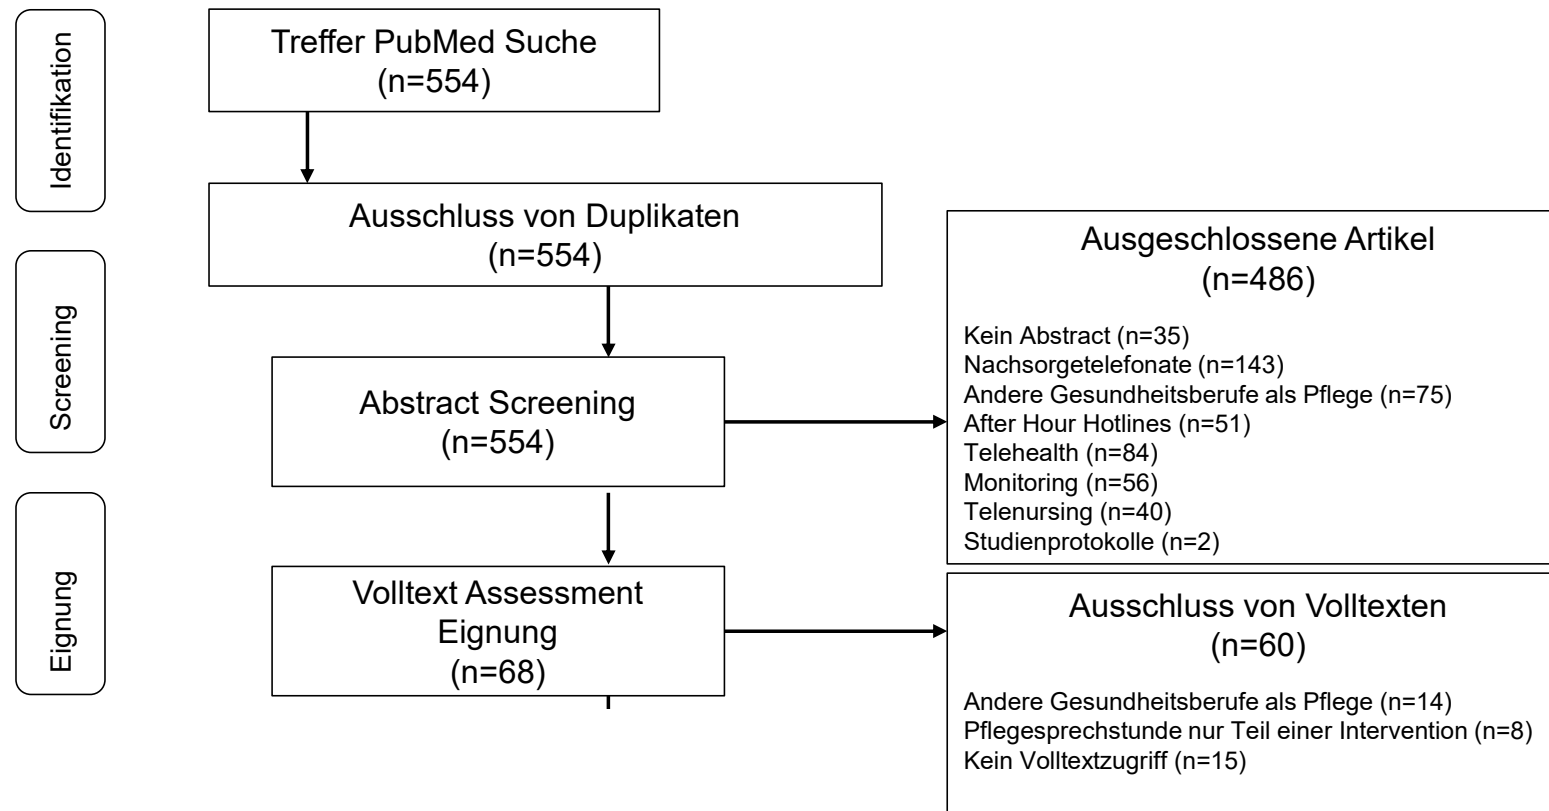 Identifikation
Treffer PubMed Suche
(n=554)
Ausschluss von Duplikaten
(n=554)
Screening
Abstract Screening
(n=554)
Ausgeschlossene Artikel
(n=486)
Kein Abstract (n=35)
Nachsorgetelefonate (n=143)
Andere Gesundheitsberufe als Pflege (n=75)
After Hour Hotlines (n=51)
Telehealth (n=84)
Monitoring (n=56)
Telenursing (n=40)
Studienprotokolle (n=2)
Eignung
Volltext Assessment
Eignung
(n=68)
Ausschluss von Volltexten
(n=60)
Andere Gesundheitsberufe als Pflege (n=14)
Pflegesprechstunde nur Teil einer Intervention (n=8)
Kein Volltextzugriff (n=15)